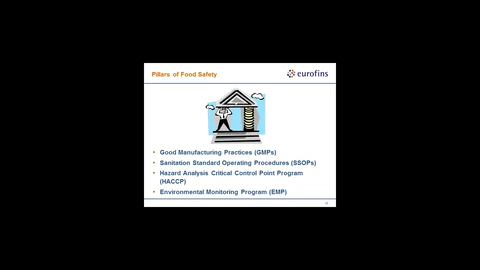 Pillars of Food Safety
eurofins
Good Manufacturing Practices (GMPs)
Sanitation Standard Operating Procedures (SSOPs)
Hazard Analysis Critical Control Point Program
(HACCP)
Environmental Monitoring Program (EMP)